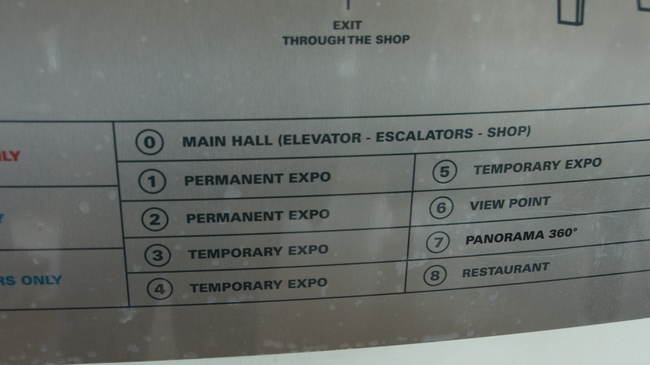 EXIT
THROUGH THE SHOP
0 MAIN HALL (ELEVATOR - ESCALATORS - SHOP)
1 PERMANENT EXPO
2 PERMANENT EXPO
3 TEMPORARY EXPO
4 TEMPORARY EXPO
5 TEMPORARY EXPO
6 VIEW POINT
7 PANORAMA 360°
8 RESTAURANT
ONLY